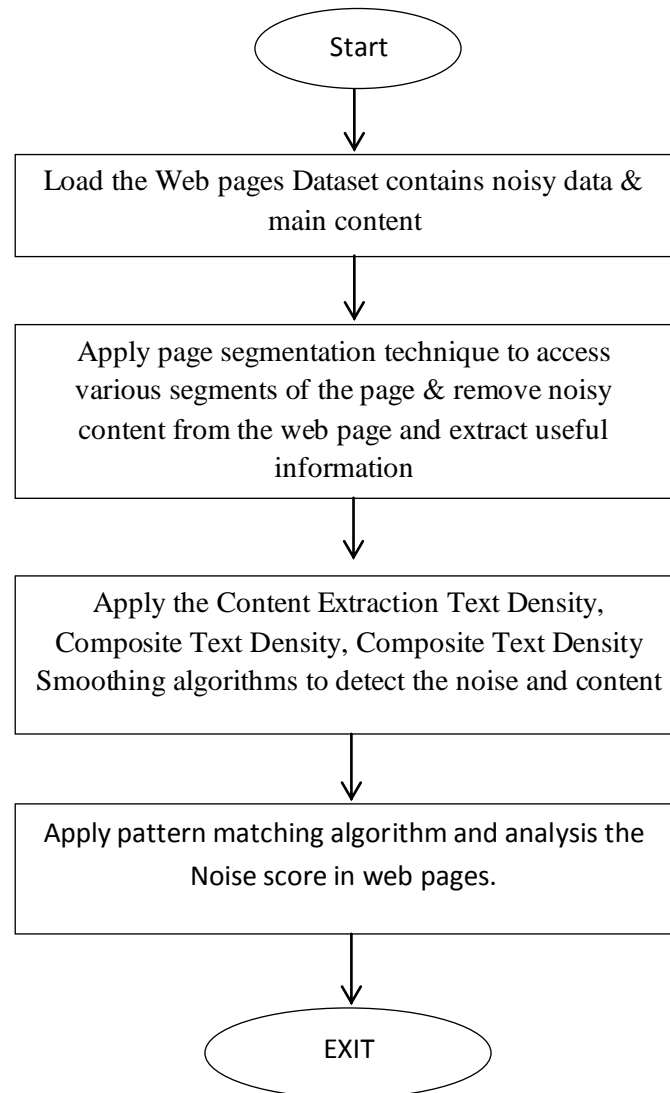 Start
Load the Web pages Dataset contains noisy data &
main content
Apply page segmentation technique to access
various segments of the page & remove noisy
content from the web page and extract useful
information
Apply the Content Extraction Text Density,
Composite Text Density, Composite Text Density
Smoothing algorithms to detect the noise and content
Apply pattern matching algorithm and analysis the
Noise score in web pages.
EXIT